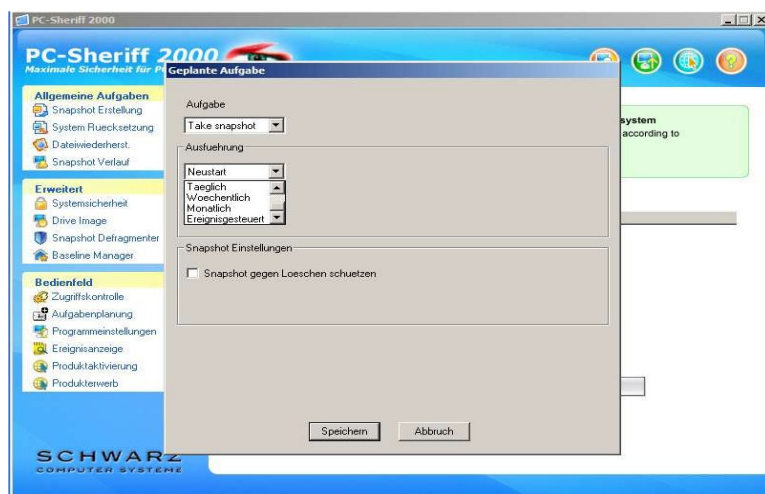 PC-Sheriff 2000
PC-Sheriff 2000
Maximale Sicherheit für
Geplante Aufgabe
Allgemeine Aufgaben
Snapshot Erstellung
System Ruecksetzung
Dateiwiederherst.
Snapshot Verlauf
Erweitert
Systemsicherheit
Drive Image
Snapshot Defragmenter
Baseline Manager
Bedienfeld
Zugriffskontrolle
Aufgabenplanung
Programmeinstellungen
Ereignisanzeige
Produktaktivierung
Produkterwerb
SCHWARZ
COMPUTER SYSTEME
Aufgabe
Take snapshot
Ausfuehrung
Neustart
Taeglich
Woechentlich
Monatlich
Ereignisgesteuert
Snapshot Einstellungen
Snapshot gegen Loeschen schuetzen
Speichern Abbruch
system
according to